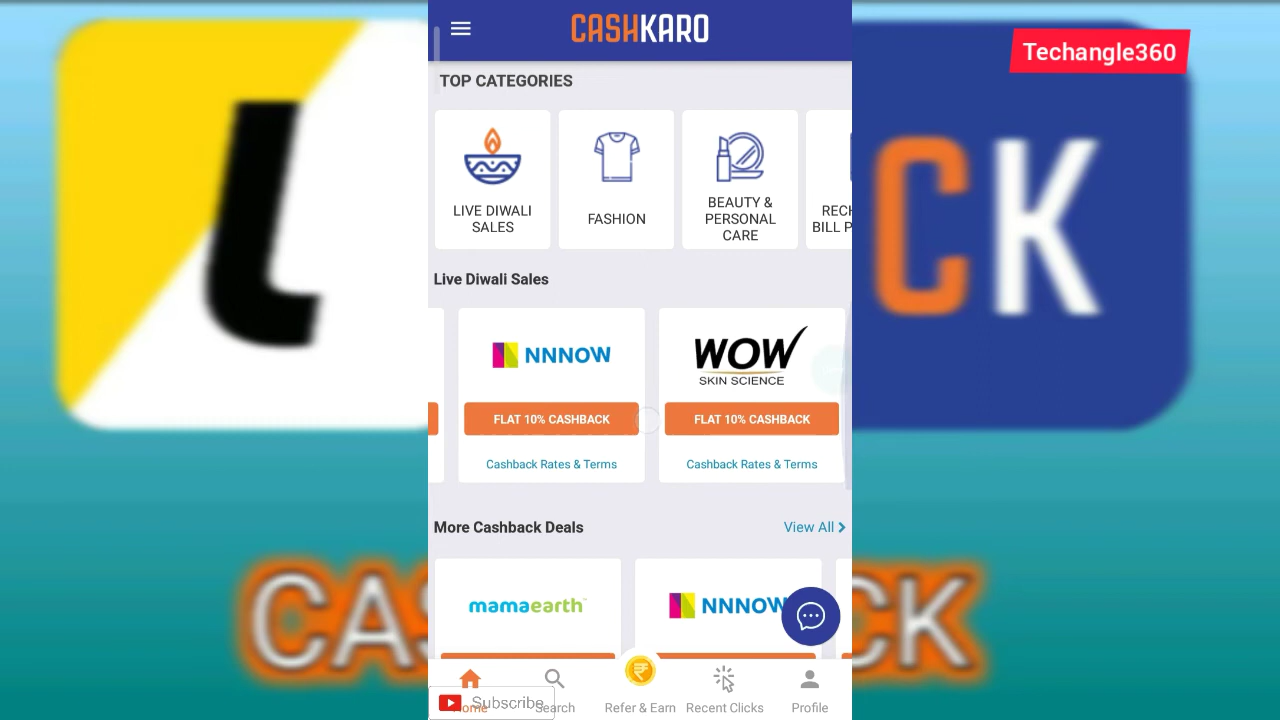 CASHKARO
Techangle360
TOP CATEGORIES
LIVE DIWALI
SALES
FASHION
BEAUTY &
PERSONAL
CARE
BILL
Live Diwali Sales
NNNOW
FLAT 10% CASHBACK
Cashback Rates & Terms
WOW
SKIN SCIENCE
FLAT 10% CASHBACK
Cashback Rates & Terms
More Cashback Deals
View All
mamaearth
NNNOW
CK
Home
Search
Refer & Earn
Recent Clicks
Profile
Subscribe